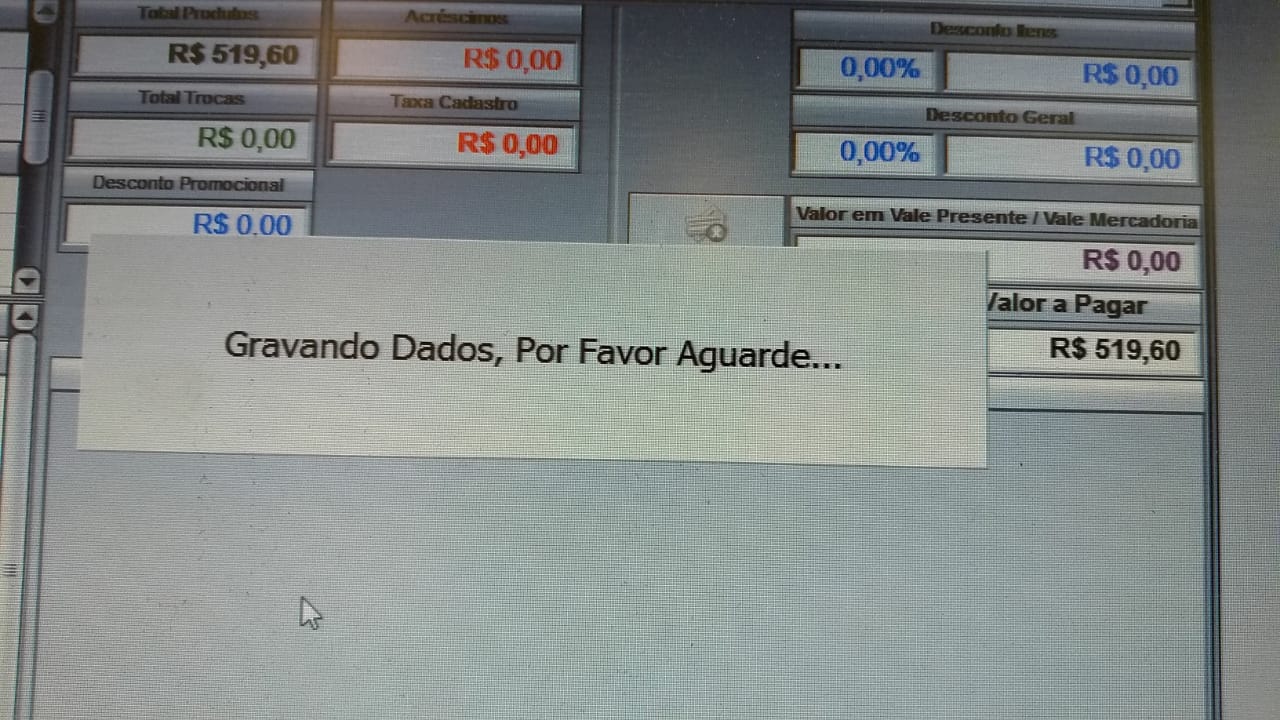 Total Produtos
Acréscimos
Desconto Itens
R$ 519,60
R$ 0,00
0,00%
R$ 0,00
Total Trocas
Taxa Cadastro
Desconto Geral
R$ 0,00
R$ 0,00
0,00%
R$ 0,00
Desconto Promocional
Valor em Vale Presente / Vale Mercadoria
R$ 0,00
R$ 0,00
Valor a Pagar
R$ 519,60
Gravando Dados, Por Favor Aguarde...